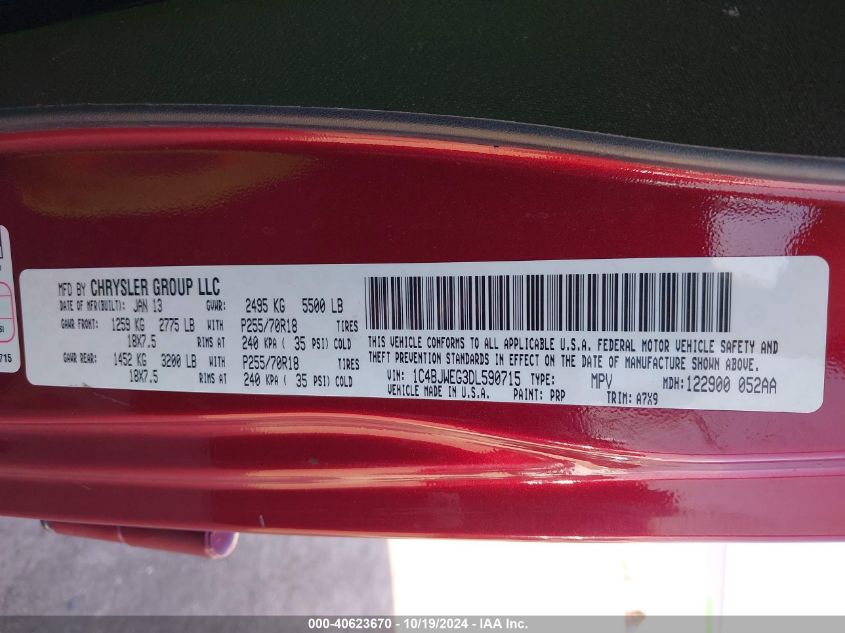 MFD BY CHRYSLER GROUP LLC
DATE OF MFR(BUILT): JAN 13 GVWR: 2495 KG 5500 LB
GAWR FRONT: 1259 KG 2775 LB WITH P255/70R18 TIRES
18X7.5 RIMS AT 240 KPA ( 35 PSI) COLD
GAWR REAR: 1452 KG 3200 LB WITH P255/70R18 TIRES
18X7.5 RIMS AT 240 KPA ( 35 PSI) COLD
THIS VEHICLE CONFORMS TO ALL APPLICABLE U.S.A. FEDERAL MOTOR VEHICLE SAFETY AND
THEFT PREVENTION STANDARDS IN EFFECT ON THE DATE OF MANUFACTURE SHOWN ABOVE.
VIN: 1C4BJWEG3DL590715 TYPE: MPV MDH: 122900 052AA
VEHICLE MADE IN U.S.A. PAINT: PRP TRIM: A7X9
715
000-40623670 - 10/19/2024 - IAA Inc.